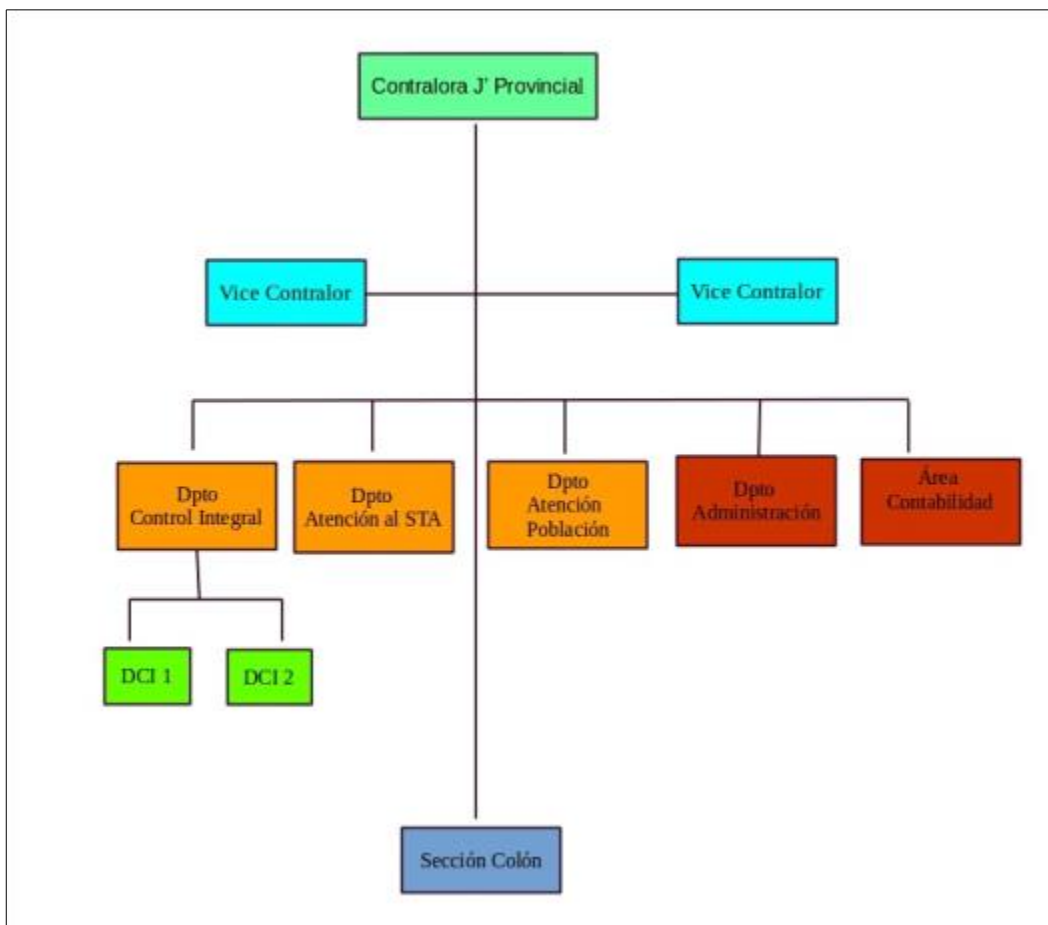 Contralora J' Provincial
Vice Contralor
Vice Contralor
Dpto
Control Integral
Dpto
Atención al STA
Dpto
Atención
Población
Dpto
Administración
Área
Contabilidad
DCI 1
DCI 2
Sección Colón